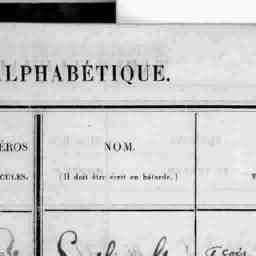 ALPHABÉTIQUE.
ÉROS NOM.
CULES. (Il doit être écrit en bâtarde.)